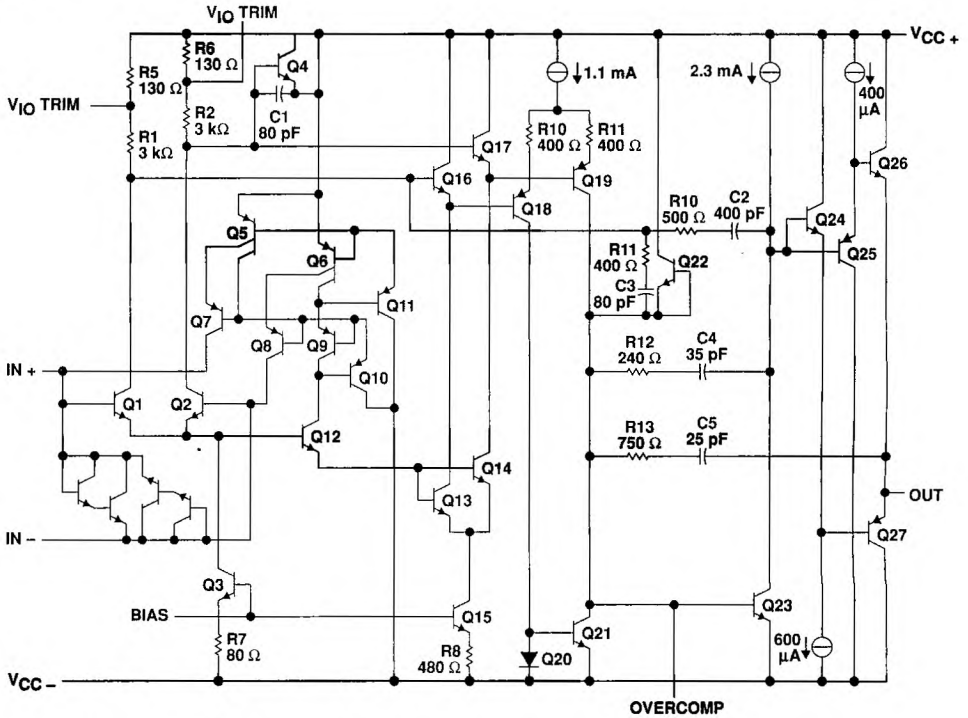 V_IO TRIM
R6
130 Ω
R5
130 Ω
V_IO TRIM
R1
3 kΩ
R2
3 kΩ
Q4
C1
80 pF
1.1 mA
2.3 mA
400
µA
V_CC +
R10
400 Ω
R11
400 Ω
Q17
Q16
Q18
Q19
Q26
Q24
Q25
R10
500 Ω
C2
400 pF
R11
400 Ω
C3
80 pF
Q22
Q5
Q6
Q7
Q8
Q9
Q10
Q11
R12
240 Ω
C4
35 pF
IN +
Q1
Q2
Q12
R13
750 Ω
C5
25 pF
Q14
Q13
OUT
IN −
Q27
Q3
BIAS
Q15
Q21
Q23
R7
80 Ω
R8
480 Ω
Q20
600
µA
V_CC −
OVERCOMP